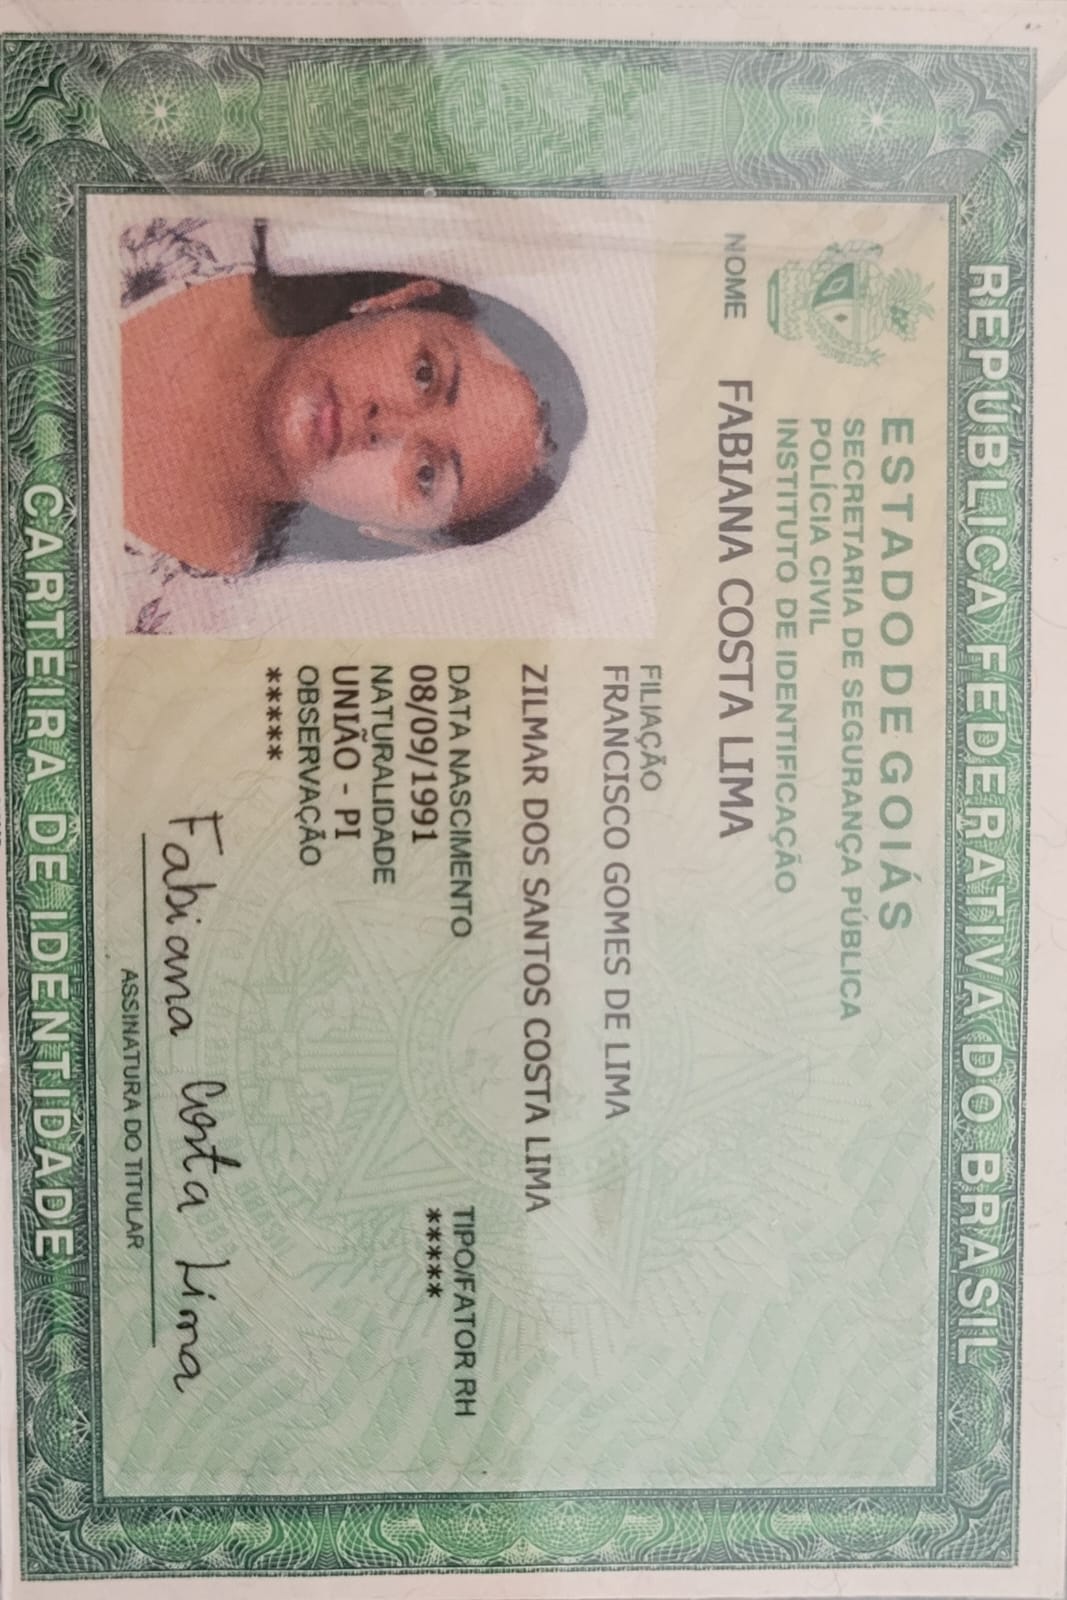 REPÚBLICA FEDERATIVA DO BRASIL
ESTADO DE GOIÁS
SECRETARIA DE SEGURANÇA PÚBLICA
POLÍCIA CIVIL
INSTITUTO DE IDENTIFICAÇÃO
NOME FABIANA COSTA LIMA
FILIAÇÃO
FRANCISCO GOMES DE LIMA
ZILMAR DOS SANTOS COSTA LIMA
DATA NASCIMENTO TIPO/FATOR RH
08/09/1991 *****
NATURALIDADE
UNIÃO - PI
OBSERVAÇÃO
*****
Fabiana Costa Lima
ASSINATURA DO TITULAR
CARTEIRA DE IDENTIDADE